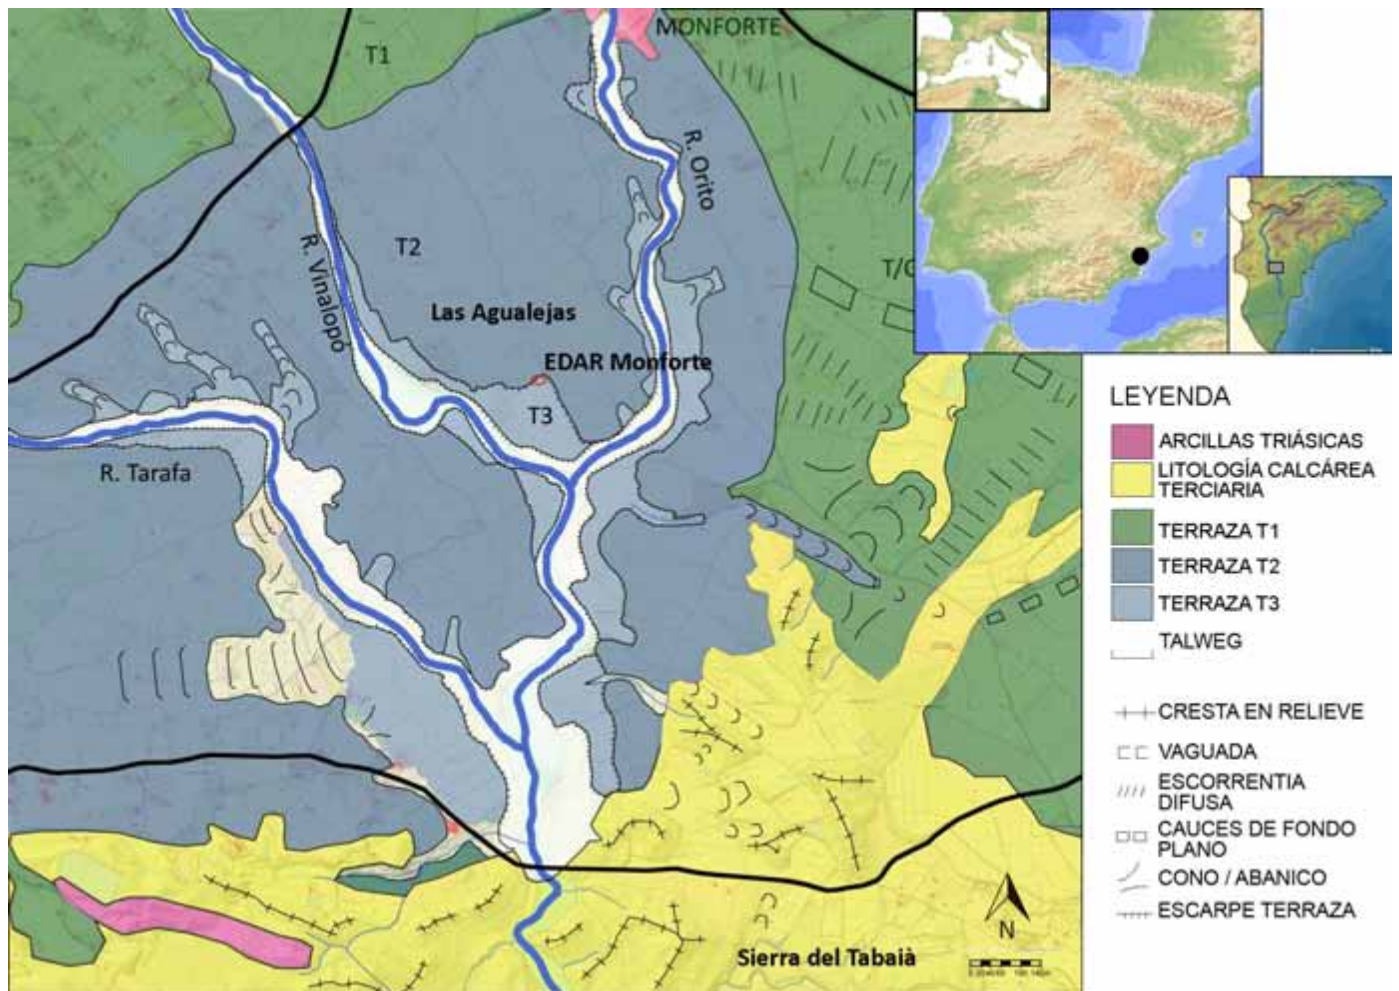 MONFORTE
T1
R. Orito
T2
R. Vinalopó
T/C
Las Agualejas
EDAR Monforte
T3
R. Tarafa
LEYENDA
ARCILLAS TRIÁSICAS
LITOLOGÍA CALCÁREA
TERCIARIA
TERRAZA T1
TERRAZA T2
TERRAZA T3
TALWEG
CRESTA EN RELIEVE
VAGUADA
ESCORRENTIA
DIFUSA
CAUCES DE FONDO
PLANO
CONO / ABANICO
ESCARPE TERRAZA
N
Sierra del Tabaià